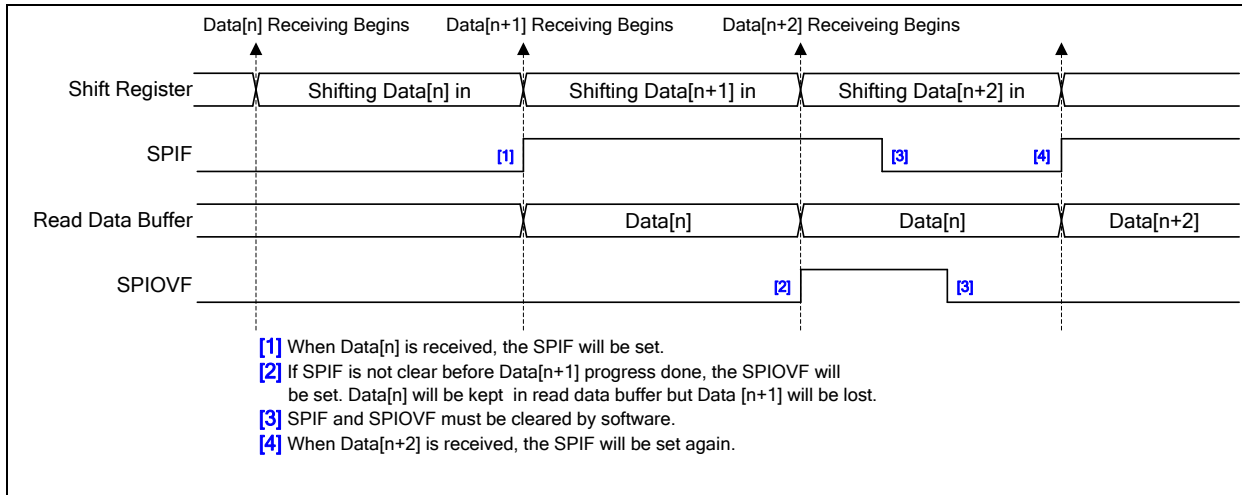 Data[n] Receiving Begins Data[n+1] Receiving Begins Data[n+2] Receiveing Begins
Shift Register Shifting Data[n] in Shifting Data[n+1] in Shifting Data[n+2] in
SPIF [1] [3] [4]
Read Data Buffer Data[n] Data[n] Data[n+2]
SPIOVF [2] [3]
[1] When Data[n] is received, the SPIF will be set.
[2] If SPIF is not clear before Data[n+1] progress done, the SPIOVF will
be set. Data[n] will be kept in read data buffer but Data [n+1] will be lost.
[3] SPIF and SPIOVF must be cleared by software.
[4] When Data[n+2] is received, the SPIF will be set again.